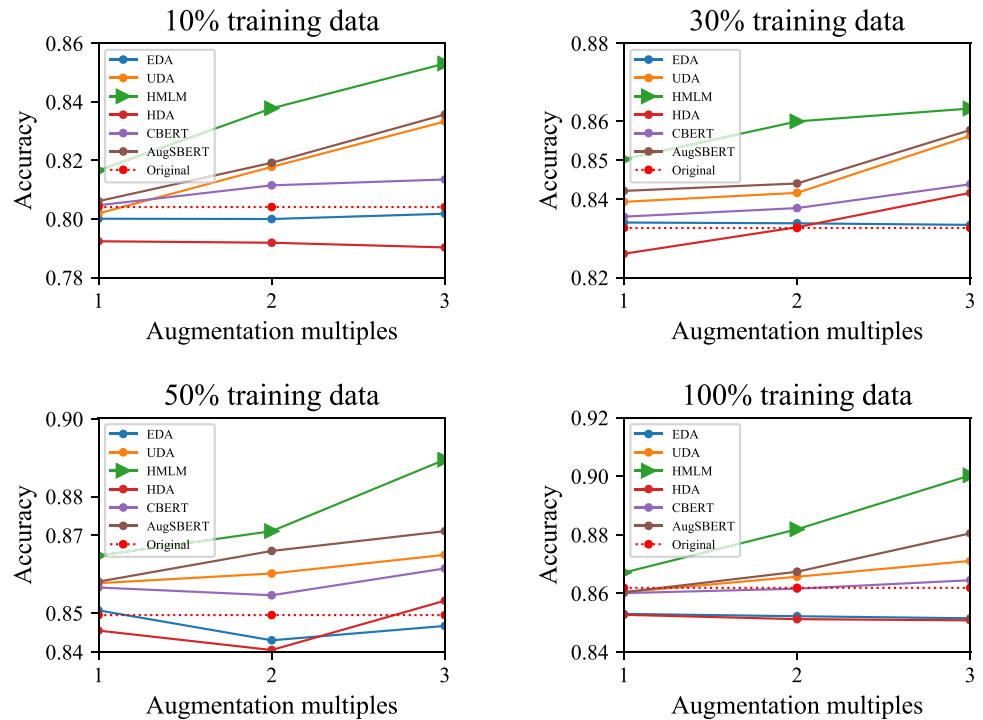 10% training data
0.86
0.84
0.82
0.80
0.78
Accuracy
EDA
UDA
HMLM
HDA
CBERT
AugSBERT
Original
1 2 3
Augmentation multiples
30% training data
0.88
0.86
0.85
0.84
0.82
Accuracy
EDA
UDA
HMLM
HDA
CBERT
AugSBERT
Original
1 2 3
Augmentation multiples
50% training data
0.90
0.88
0.87
0.85
0.84
Accuracy
EDA
UDA
HMLM
HDA
CBERT
AugSBERT
Original
1 2 3
Augmentation multiples
100% training data
0.92
0.90
0.88
0.86
0.84
Accuracy
EDA
UDA
HMLM
HDA
CBERT
AugSBERT
Original
1 2 3
Augmentation multiples